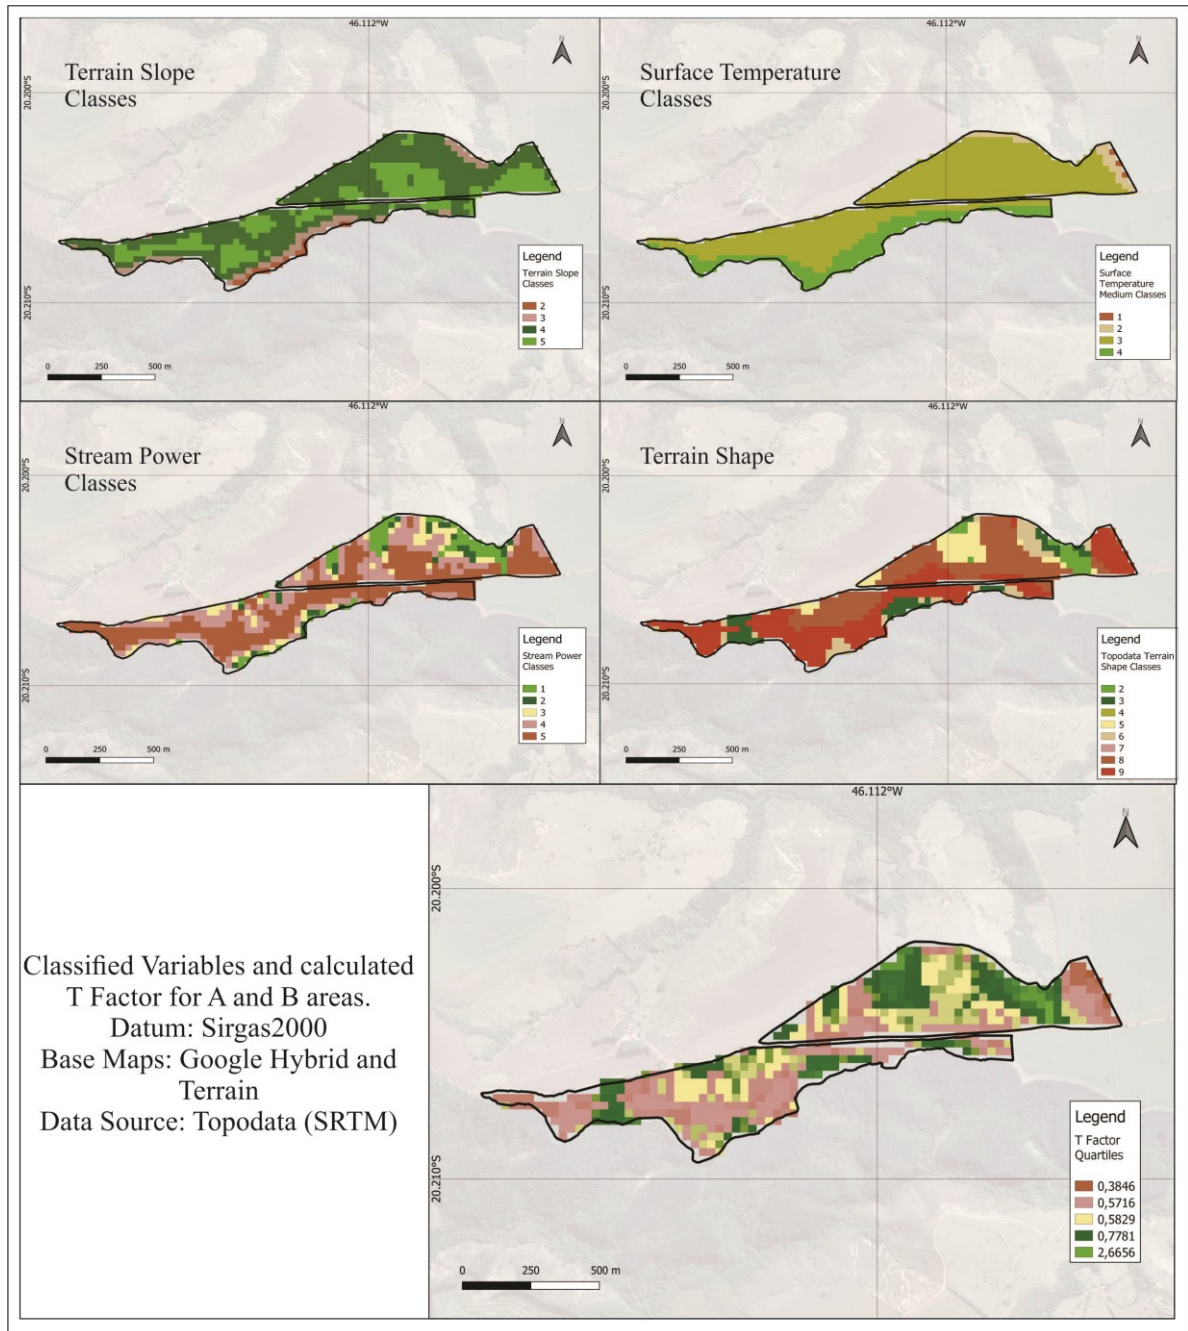 46.112°W
N
Terrain Slope
Classes
20.200°S
20.210°S
Legend
Terrain Slope
Classes
2
3
4
5
0 250 500 m
46.112°W
N
Surface Temperature
Classes
20.200°S
20.210°S
Legend
Surface
Temperature
Medium Classes
1
2
3
4
0 250 500 m
46.112°W
N
Stream Power
Classes
20.200°S
20.210°S
Legend
Stream Power
Classes
1
2
3
4
5
0 250 500 m
46.112°W
N
Terrain Shape
20.200°S
20.210°S
Legend
Topodata Terrain
Shape Classes
2
3
4
5
6
7
8
9
0 250 500 m
Classified Variables and calculated
T Factor for A and B areas.
Datum: Sirgas2000
Base Maps: Google Hybrid and
Terrain
Data Source: Topodata (SRTM)
46.112°W
N
20.200°S
20.210°S
Legend
T Factor
Quartiles
0,3846
0,5716
0,5829
0,7781
2,6656
0 250 500 m